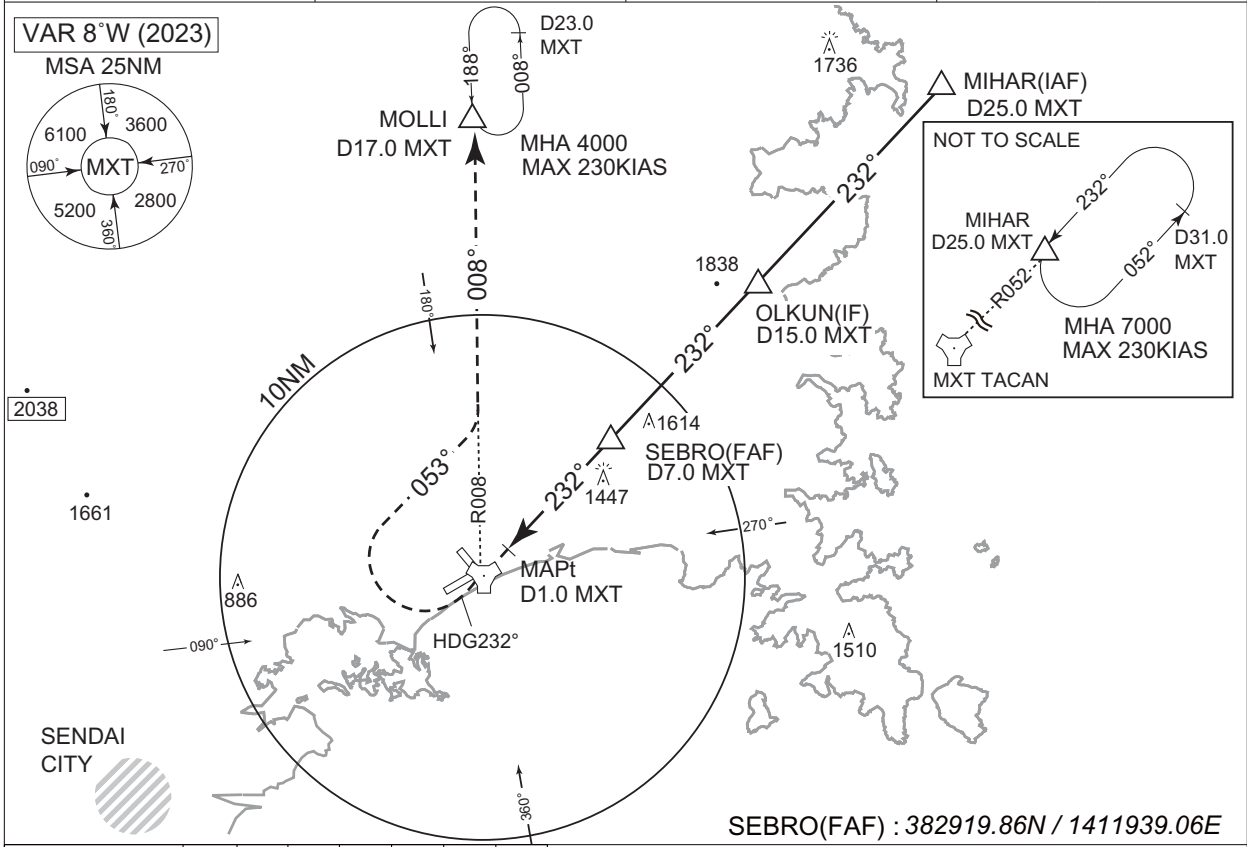 VAR 8°W (2023)
MSA 25NM
180°
6100
3600
090°
MXT
270°
5200
2800
360°
188°
008°
D23.0
MXT
MOLLI
D17.0 MXT
MHA 4000
MAX 230KIAS
1736
MIHAR(IAF)
D25.0 MXT
232°
NOT TO SCALE
232°
MIHAR
D25.0 MXT
D31.0
MXT
052°
R052
MHA 7000
MAX 230KIAS
MXT TACAN
008°
180°
1838
OLKUN(IF)
D15.0 MXT
232°
10NM
2038
1614
SEBRO(FAF)
D7.0 MXT
053°
R008
232°
1447
1661
270°
MAPt
D1.0 MXT
886
HDG232°
090°
1510
SENDAI
CITY
360°
SEBRO(FAF) : 382919.86N / 1411939.06E